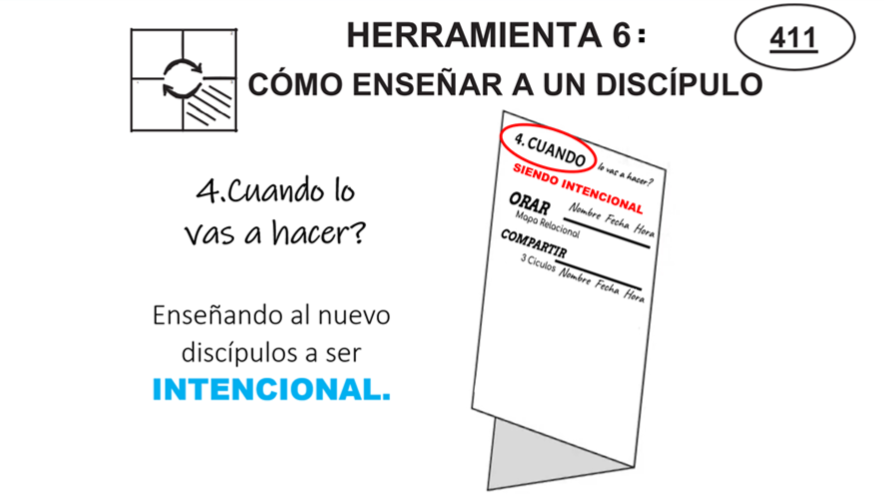 HERRAMIENTA 6:
411
CÓMO ENSEÑAR A UN DISCÍPULO
4.Cuando lo
vas a hacer?
Enseñando al nuevo
discípulos a ser
INTENCIONAL.
4. CUANDO lo vas a hacer?
SIENDO INTENCIONAL
ORAR Nombre Fecha Hora
Mapa Relacional
COMPARTIR
3 Cículos Nombre Fecha Hora